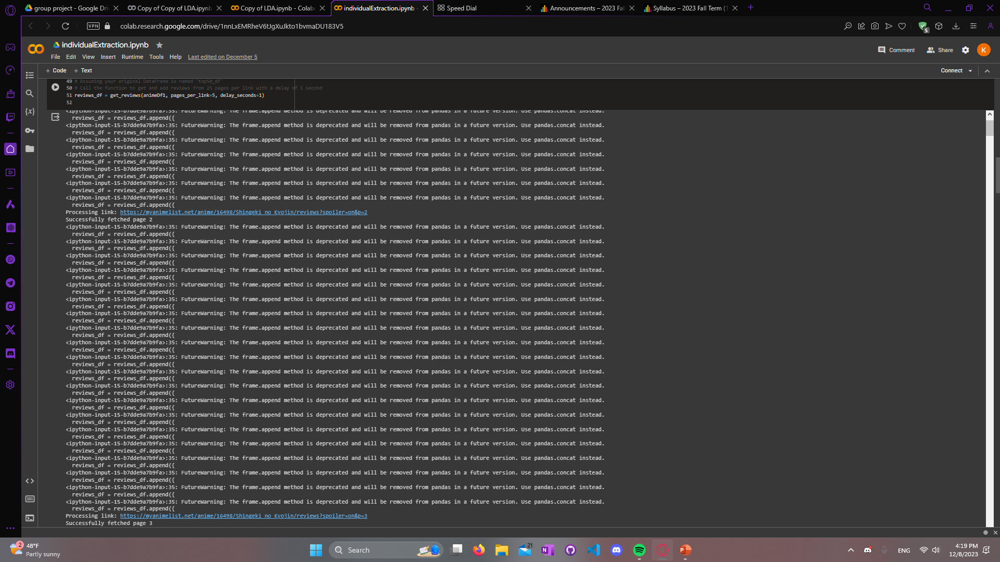 group project - Google Dri
Copy of Copy of LDA.ipynb
Copy of LDA.ipynb - Colabo
individualExtraction.ipynb -
Speed Dial
Announcements – 2023 Fal
Syllabus – 2023 Fall Term (1
VPN
colab.research.google.com/drive/1nnLxEMRheV6tJgXuJkto1bvmaDU183V5
5
individualExtraction.ipynb
Comment
Share
K
File Edit View Insert Runtime Tools Help Last edited on December 5
+ Code + Text
Connect
49 # Assuming your original DataFrame is named 'top50_df'
50 # Call the function to get and add reviews from 25 pages per link with a delay of 1 second
51 reviews_df = get_reviews(animeDf1, pages_per_link=5, delay_seconds=1)
52
<ipython-input-15-b7dde9a7b9fa>:35: FutureWarning: The frame.append method is deprecated and will be removed from pandas in a future version. Use pandas.concat instead.
reviews_df = reviews_df.append({
<ipython-input-15-b7dde9a7b9fa>:35: FutureWarning: The frame.append method is deprecated and will be removed from pandas in a future version. Use pandas.concat instead.
reviews_df = reviews_df.append({
<ipython-input-15-b7dde9a7b9fa>:35: FutureWarning: The frame.append method is deprecated and will be removed from pandas in a future version. Use pandas.concat instead.
reviews_df = reviews_df.append({
<ipython-input-15-b7dde9a7b9fa>:35: FutureWarning: The frame.append method is deprecated and will be removed from pandas in a future version. Use pandas.concat instead.
reviews_df = reviews_df.append({
<ipython-input-15-b7dde9a7b9fa>:35: FutureWarning: The frame.append method is deprecated and will be removed from pandas in a future version. Use pandas.concat instead.
reviews_df = reviews_df.append({
<ipython-input-15-b7dde9a7b9fa>:35: FutureWarning: The frame.append method is deprecated and will be removed from pandas in a future version. Use pandas.concat instead.
reviews_df = reviews_df.append({
<ipython-input-15-b7dde9a7b9fa>:35: FutureWarning: The frame.append method is deprecated and will be removed from pandas in a future version. Use pandas.concat instead.
reviews_df = reviews_df.append({
Processing link: https://myanimelist.net/anime/16498/Shingeki_no_Kyojin/reviews?spoiler=on&p=2
Successfully fetched page 2
<ipython-input-15-b7dde9a7b9fa>:35: FutureWarning: The frame.append method is deprecated and will be removed from pandas in a future version. Use pandas.concat instead.
reviews_df = reviews_df.append({
<ipython-input-15-b7dde9a7b9fa>:35: FutureWarning: The frame.append method is deprecated and will be removed from pandas in a future version. Use pandas.concat instead.
reviews_df = reviews_df.append({
<ipython-input-15-b7dde9a7b9fa>:35: FutureWarning: The frame.append method is deprecated and will be removed from pandas in a future version. Use pandas.concat instead.
reviews_df = reviews_df.append({
<ipython-input-15-b7dde9a7b9fa>:35: FutureWarning: The frame.append method is deprecated and will be removed from pandas in a future version. Use pandas.concat instead.
reviews_df = reviews_df.append({
<ipython-input-15-b7dde9a7b9fa>:35: FutureWarning: The frame.append method is deprecated and will be removed from pandas in a future version. Use pandas.concat instead.
reviews_df = reviews_df.append({
<ipython-input-15-b7dde9a7b9fa>:35: FutureWarning: The frame.append method is deprecated and will be removed from pandas in a future version. Use pandas.concat instead.
reviews_df = reviews_df.append({
<ipython-input-15-b7dde9a7b9fa>:35: FutureWarning: The frame.append method is deprecated and will be removed from pandas in a future version. Use pandas.concat instead.
reviews_df = reviews_df.append({
<ipython-input-15-b7dde9a7b9fa>:35: FutureWarning: The frame.append method is deprecated and will be removed from pandas in a future version. Use pandas.concat instead.
reviews_df = reviews_df.append({
<ipython-input-15-b7dde9a7b9fa>:35: FutureWarning: The frame.append method is deprecated and will be removed from pandas in a future version. Use pandas.concat instead.
reviews_df = reviews_df.append({
<ipython-input-15-b7dde9a7b9fa>:35: FutureWarning: The frame.append method is deprecated and will be removed from pandas in a future version. Use pandas.concat instead.
reviews_df = reviews_df.append({
<ipython-input-15-b7dde9a7b9fa>:35: FutureWarning: The frame.append method is deprecated and will be removed from pandas in a future version. Use pandas.concat instead.
reviews_df = reviews_df.append({
<ipython-input-15-b7dde9a7b9fa>:35: FutureWarning: The frame.append method is deprecated and will be removed from pandas in a future version. Use pandas.concat instead.
reviews_df = reviews_df.append({
<ipython-input-15-b7dde9a7b9fa>:35: FutureWarning: The frame.append method is deprecated and will be removed from pandas in a future version. Use pandas.concat instead.
reviews_df = reviews_df.append({
<ipython-input-15-b7dde9a7b9fa>:35: FutureWarning: The frame.append method is deprecated and will be removed from pandas in a future version. Use pandas.concat instead.
reviews_df = reviews_df.append({
<ipython-input-15-b7dde9a7b9fa>:35: FutureWarning: The frame.append method is deprecated and will be removed from pandas in a future version. Use pandas.concat instead.
reviews_df = reviews_df.append({
<ipython-input-15-b7dde9a7b9fa>:35: FutureWarning: The frame.append method is deprecated and will be removed from pandas in a future version. Use pandas.concat instead.
reviews_df = reviews_df.append({
<ipython-input-15-b7dde9a7b9fa>:35: FutureWarning: The frame.append method is deprecated and will be removed from pandas in a future version. Use pandas.concat instead.
reviews_df = reviews_df.append({
<ipython-input-15-b7dde9a7b9fa>:35: FutureWarning: The frame.append method is deprecated and will be removed from pandas in a future version. Use pandas.concat instead.
reviews_df = reviews_df.append({
<ipython-input-15-b7dde9a7b9fa>:35: FutureWarning: The frame.append method is deprecated and will be removed from pandas in a future version. Use pandas.concat instead.
reviews_df = reviews_df.append({
<ipython-input-15-b7dde9a7b9fa>:35: FutureWarning: The frame.append method is deprecated and will be removed from pandas in a future version. Use pandas.concat instead.
reviews_df = reviews_df.append({
Processing link: https://myanimelist.net/anime/16498/Shingeki_no_Kyojin/reviews?spoiler=on&p=3
Successfully fetched page 3
2
48°F
Partly sunny
Search
21
ENG
4:19 PM
12/8/2023